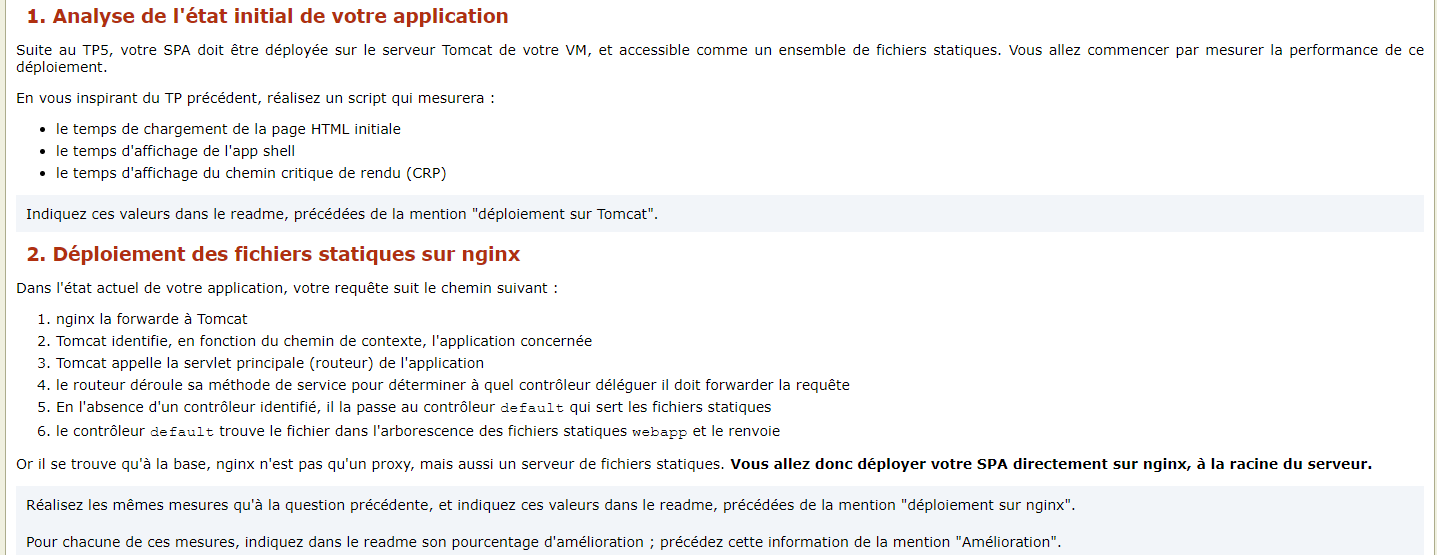 1. Analyse de l'état initial de votre application
Suite au TP5, votre SPA doit être déployée sur le serveur Tomcat de votre VM, et accessible comme un ensemble de fichiers statiques. Vous allez commencer par mesurer la performance de ce
déploiement.
En vous inspirant du TP précédent, réalisez un script qui mesurera :
• le temps de chargement de la page HTML initiale
• le temps d'affichage de l'app shell
• le temps d'affichage du chemin critique de rendu (CRP)
Indiquez ces valeurs dans le readme, précédées de la mention "déploiement sur Tomcat".
2. Déploiement des fichiers statiques sur nginx
Dans l'état actuel de votre application, votre requête suit le chemin suivant :
1. nginx la forwarde à Tomcat
2. Tomcat identifie, en fonction du chemin de contexte, l'application concernée
3. Tomcat appelle la servlet principale (routeur) de l'application
4. le routeur déroule sa méthode de service pour déterminer à quel contrôleur déléguer il doit forwarder la requête
5. En l'absence d'un contrôleur identifié, il la passe au contrôleur default qui sert les fichiers statiques
6. le contrôleur default trouve le fichier dans l'arborescence des fichiers statiques webapp et le renvoie
Or il se trouve qu'à la base, nginx n'est pas qu'un proxy, mais aussi un serveur de fichiers statiques. Vous allez donc déployer votre SPA directement sur nginx, à la racine du serveur.
Réalisez les mêmes mesures qu'à la question précédente, et indiquez ces valeurs dans le readme, précédées de la mention "déploiement sur nginx".
Pour chacune de ces mesures, indiquez dans le readme son pourcentage d'amélioration ; précédez cette information de la mention "Amélioration".